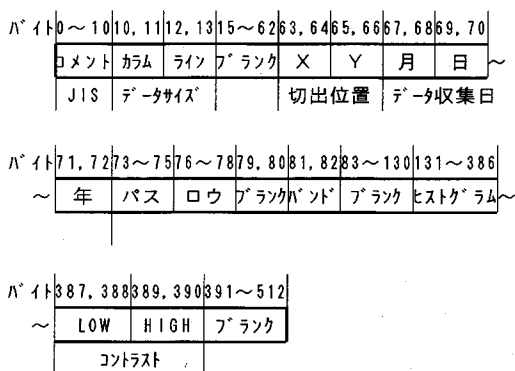 バイト 0～10 10, 11 12, 13 15～62 63, 64 65, 66 67, 68 69, 70
コメント カラム ライン ブランク X Y 月 日 ～
JIS データサイズ 切出位置 データ収集日
バイト 71, 72 73～75 76～78 79, 80 81, 82 83～130 131～386
～ 年 パス ロウ ブランク バンド ブランク ヒストグラム ～
バイト 387, 388 389, 390 391～512
～ LOW HIGH ブランク
コントラスト